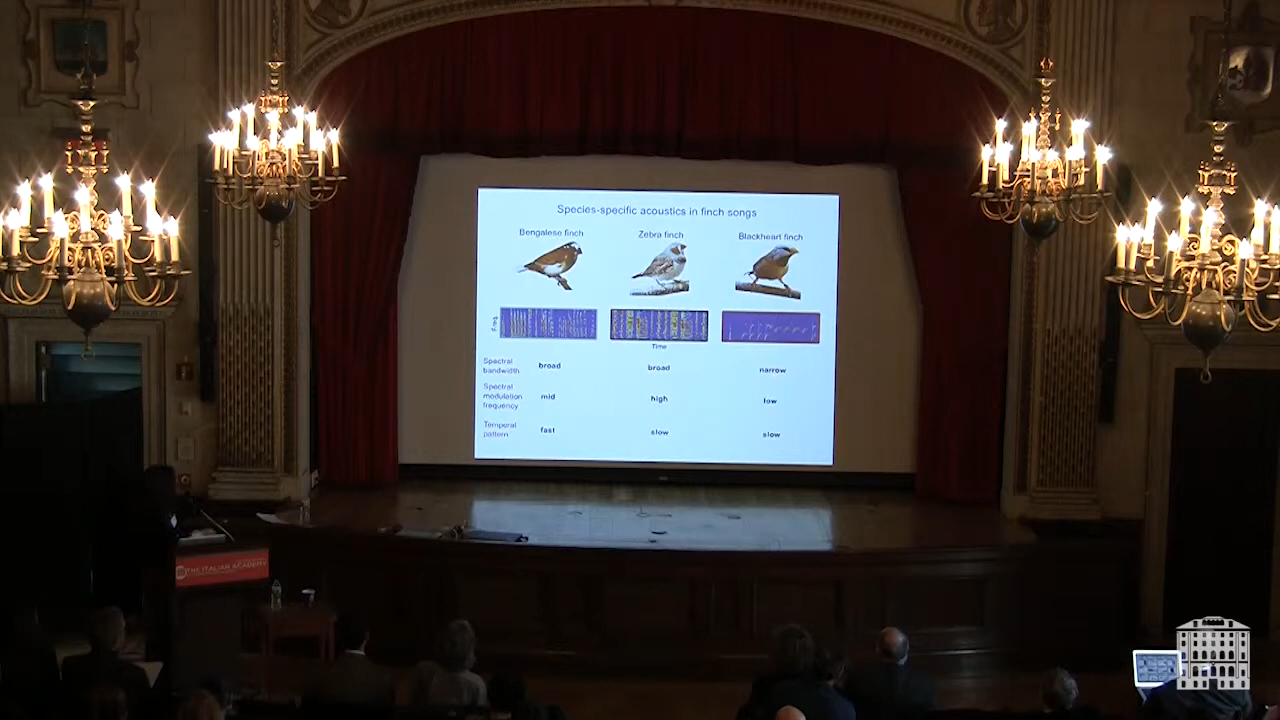 Species-specific acoustics in finch songs
Bengalese finch
Zebra finch
Blackheart finch
Freq.
Time
Spectral
bandwidth
broad
broad
narrow
Spectral
modulation
frequency
mid
high
low
Temporal
pattern
fast
slow
slow
THE ITALIAN ACADEMY